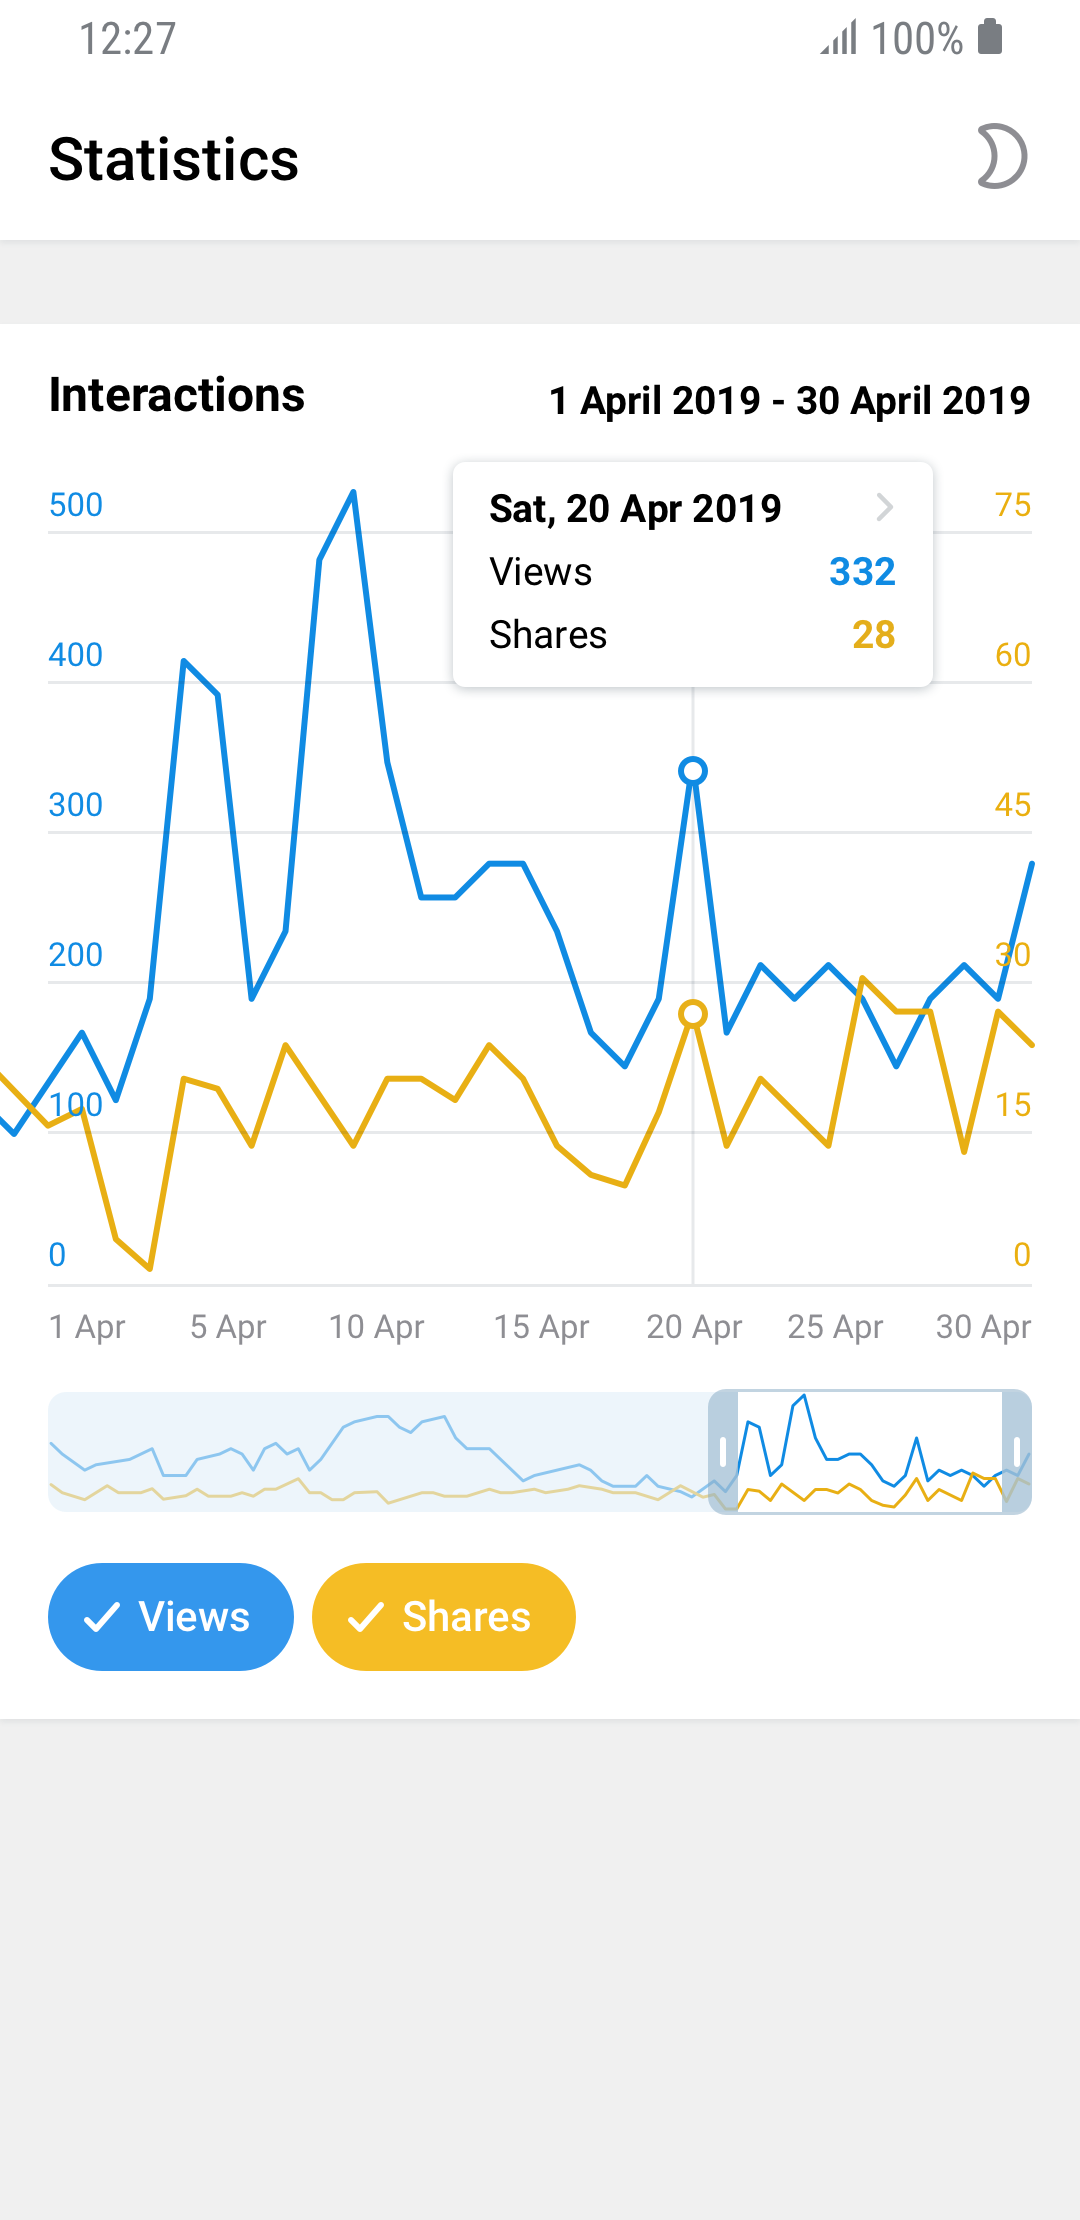 12:27 100%
Statistics
Interactions 1 April 2019 - 30 April 2019
Sat, 20 Apr 2019
Views 332
Shares 28
500 75
400 60
300 45
200 30
100 15
0 0
1 Apr 5 Apr 10 Apr 15 Apr 20 Apr 25 Apr 30 Apr
Views Shares